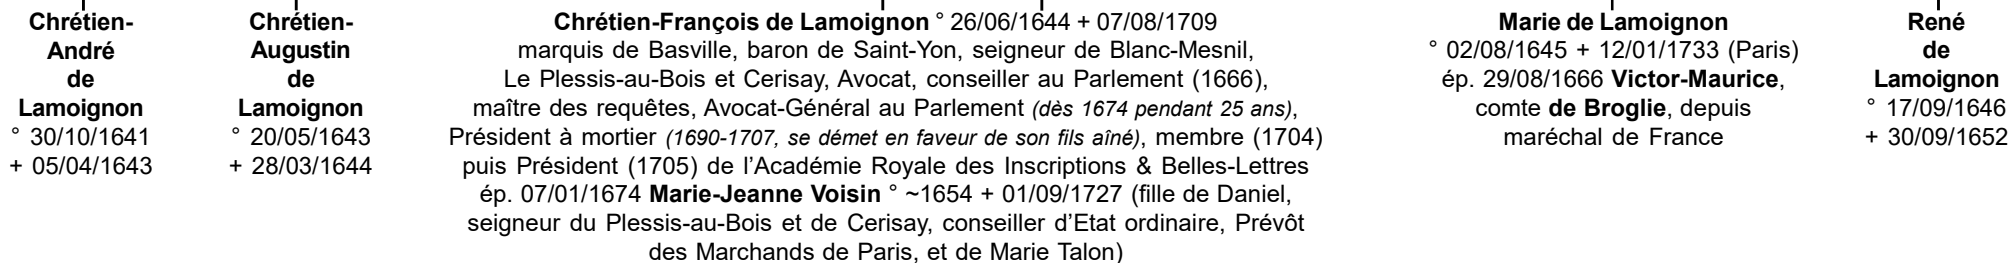 Chrétien-
André
de
Lamoignon
° 30/10/1641
+ 05/04/1643
Chrétien-
Augustin
de
Lamoignon
° 20/05/1643
+ 28/03/1644
Chrétien-François de Lamoignon ° 26/06/1644 + 07/08/1709
marquis de Basville, baron de Saint-Yon, seigneur de Blanc-Mesnil,
Le Plessis-au-Bois et Cerisay, Avocat, conseiller au Parlement (1666),
maître des requêtes, Avocat-Général au Parlement (dès 1674 pendant 25 ans),
Président à mortier (1690-1707, se démet en faveur de son fils aîné), membre (1704)
puis Président (1705) de l’Académie Royale des Inscriptions & Belles-Lettres
ép. 07/01/1674 Marie-Jeanne Voisin ° ~1654 + 01/09/1727 (fille de Daniel,
seigneur du Plessis-au-Bois et de Cerisay, conseiller d’Etat ordinaire, Prévôt
des Marchands de Paris, et de Marie Talon)
Marie de Lamoignon
° 02/08/1645 + 12/01/1733 (Paris)
ép. 29/08/1666 Victor-Maurice,
comte de Broglie, depuis
maréchal de France
René
de
Lamoignon
° 17/09/1646
+ 30/09/1652